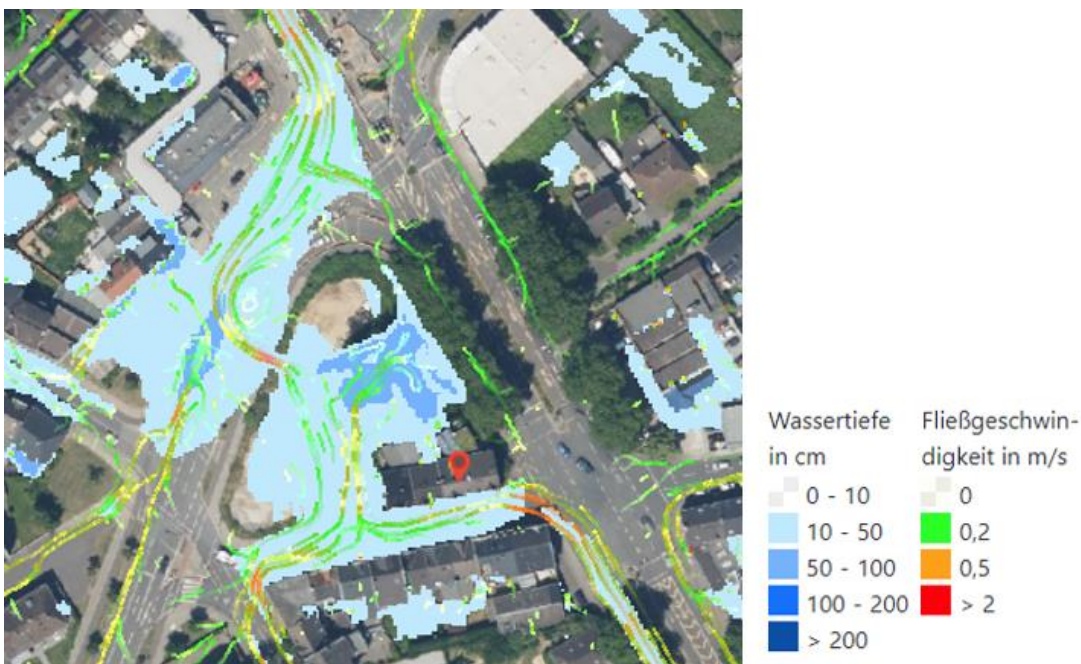 Wassertiefe
in cm
0 - 10
10 - 50
50 - 100
100 - 200
> 200
Fließgeschwin-
digkeit in m/s
0
0,2
0,5
> 2